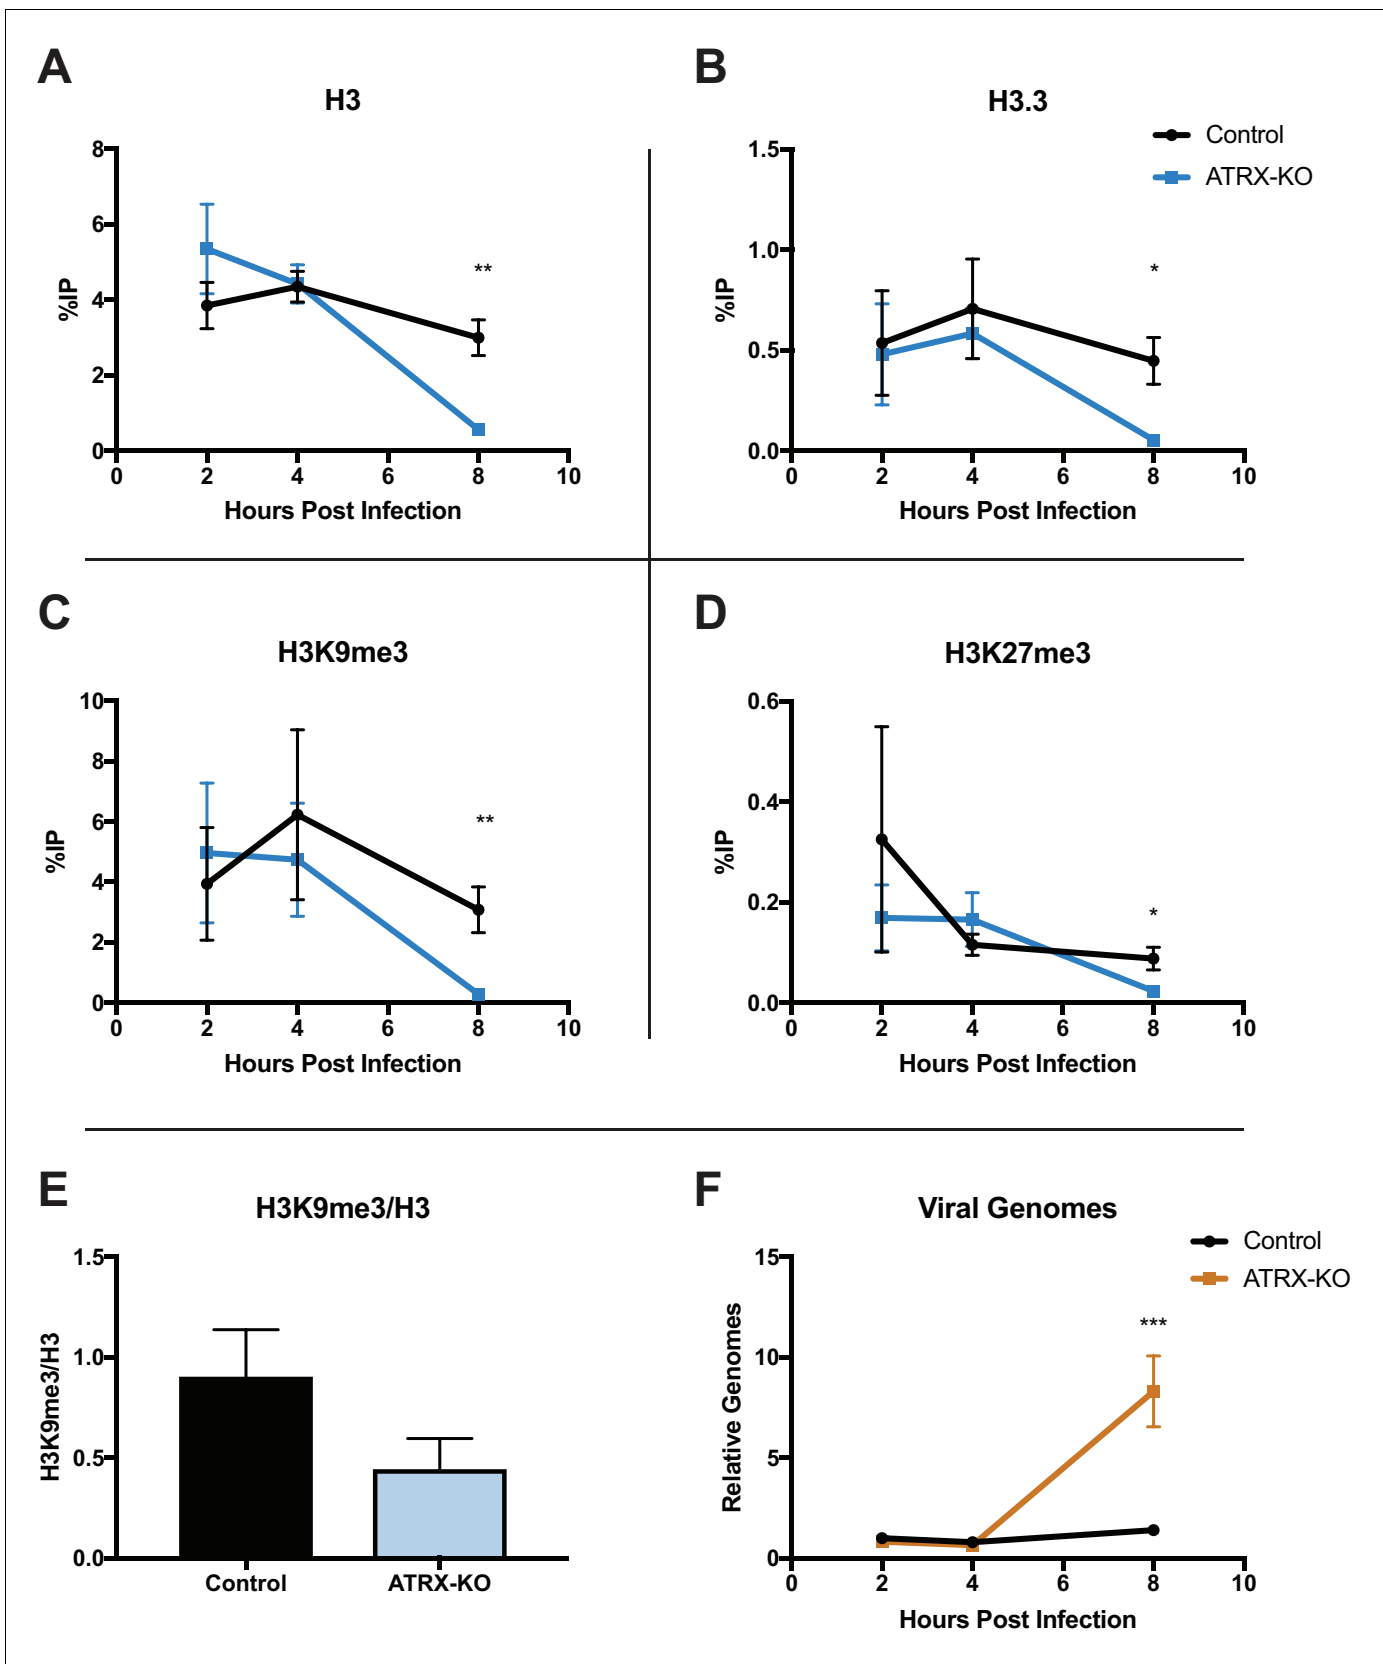 A
H3
8
6
4
2
0
%IP
**
0 2 4 6 8 10
Hours Post Infection
B
H3.3
Control
ATRX-KO
1.5
1.0
0.5
0.0
%IP
*
0 2 4 6 8 10
Hours Post Infection
C
H3K9me3
10
8
6
4
2
0
%IP
**
0 2 4 6 8 10
Hours Post Infection
D
H3K27me3
0.6
0.4
0.2
0.0
%IP
*
0 2 4 6 8 10
Hours Post Infection
E
H3K9me3/H3
1.5
1.0
0.5
0.0
H3K9me3/H3
Control ATRX-KO
F
Viral Genomes
Control
ATRX-KO
15
10
5
0
Relative Genomes
***
0 2 4 6 8 10
Hours Post Infection